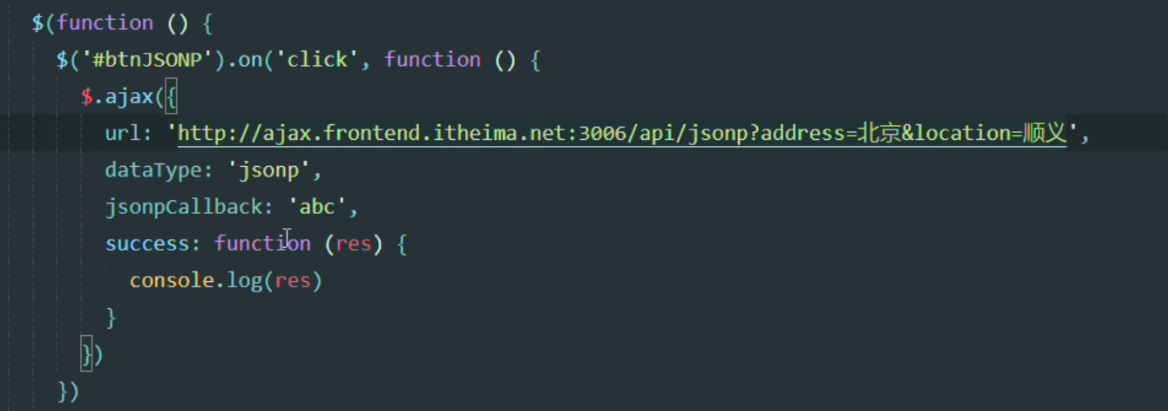 $(function () {
$('#btnJSONP').on('click', function () {
$.ajax({
url: 'http://ajax.frontend.itheima.net:3006/api/jsonp?address=北京&location=顺义',
dataType: 'jsonp',
jsonpCallback: 'abc',
success: function (res) {
console.log(res)
}
})
})